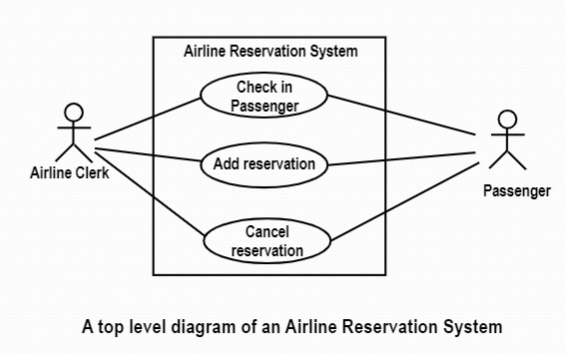 Airline Reservation System
Check in
Passenger
Airline Clerk
Add reservation
Passenger
Cancel
reservation
A top level diagram of an Airline Reservation System